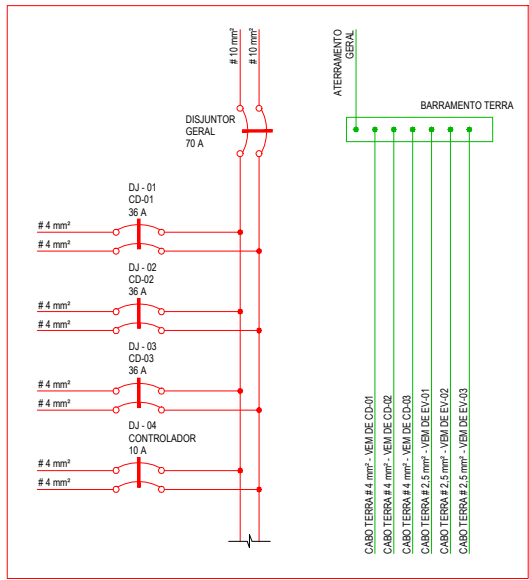 # 10 mm²
# 10 mm²
DISJUNTOR
GERAL
70 A
DJ - 01
CD-01
36 A
# 4 mm²
# 4 mm²
DJ - 02
CD-02
36 A
# 4 mm²
# 4 mm²
DJ - 03
CD-03
36 A
# 4 mm²
# 4 mm²
DJ - 04
CONTROLADOR
10 A
# 4 mm²
# 4 mm²
ATERRAMENTO
GERAL
BARRAMENTO TERRA
CABO TERRA # 4 mm² - VEM DE CD-01
CABO TERRA # 4 mm² - VEM DE CD-02
CABO TERRA # 4 mm² - VEM DE CD-03
CABO TERRA # 2,5 mm² - VEM DE EV-01
CABO TERRA # 2,5 mm² - VEM DE EV-02
CABO TERRA # 2,5 mm² - VEM DE EV-03